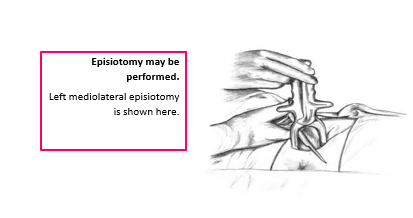 Episiotomy may be
performed.
Left mediolateral episiotomy
is shown here.